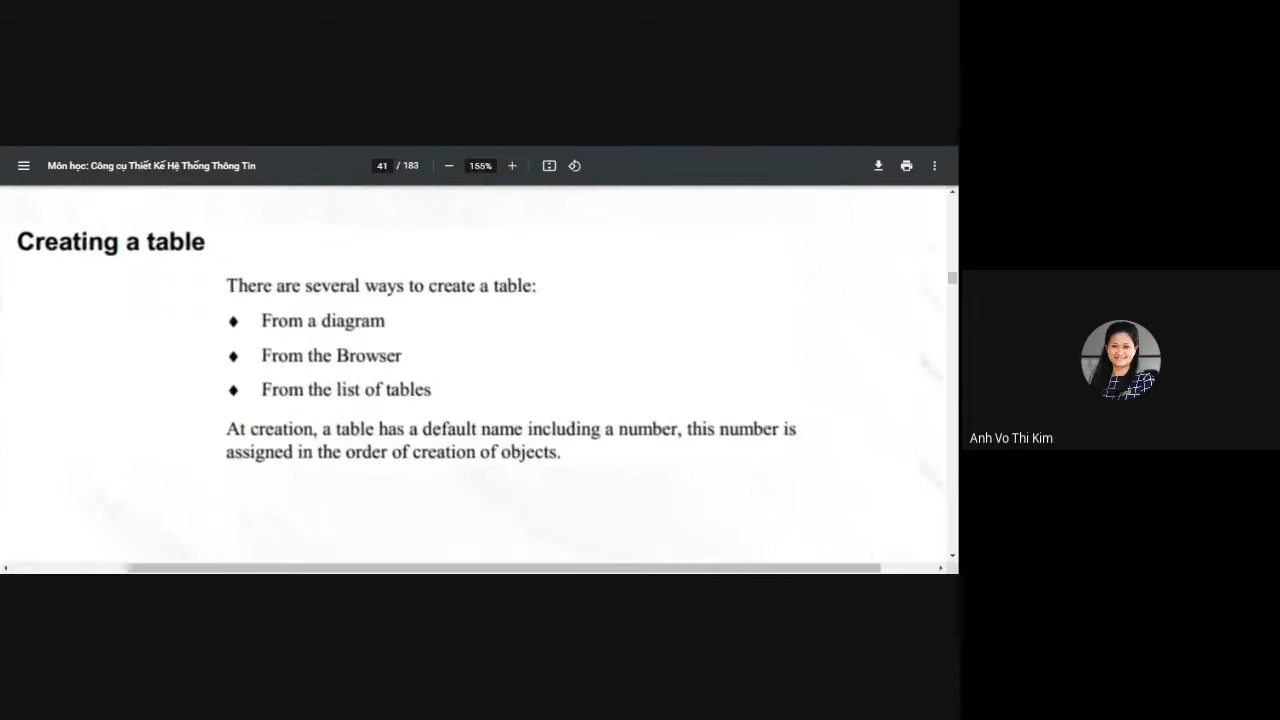 Môn học: Công cụ Thiết Kế Hệ Thống Thông Tin
41 / 183
155%
Creating a table
There are several ways to create a table:
♦ From a diagram
♦ From the Browser
♦ From the list of tables
At creation, a table has a default name including a number, this number is
assigned in the order of creation of objects.
Anh Vo Thi Kim